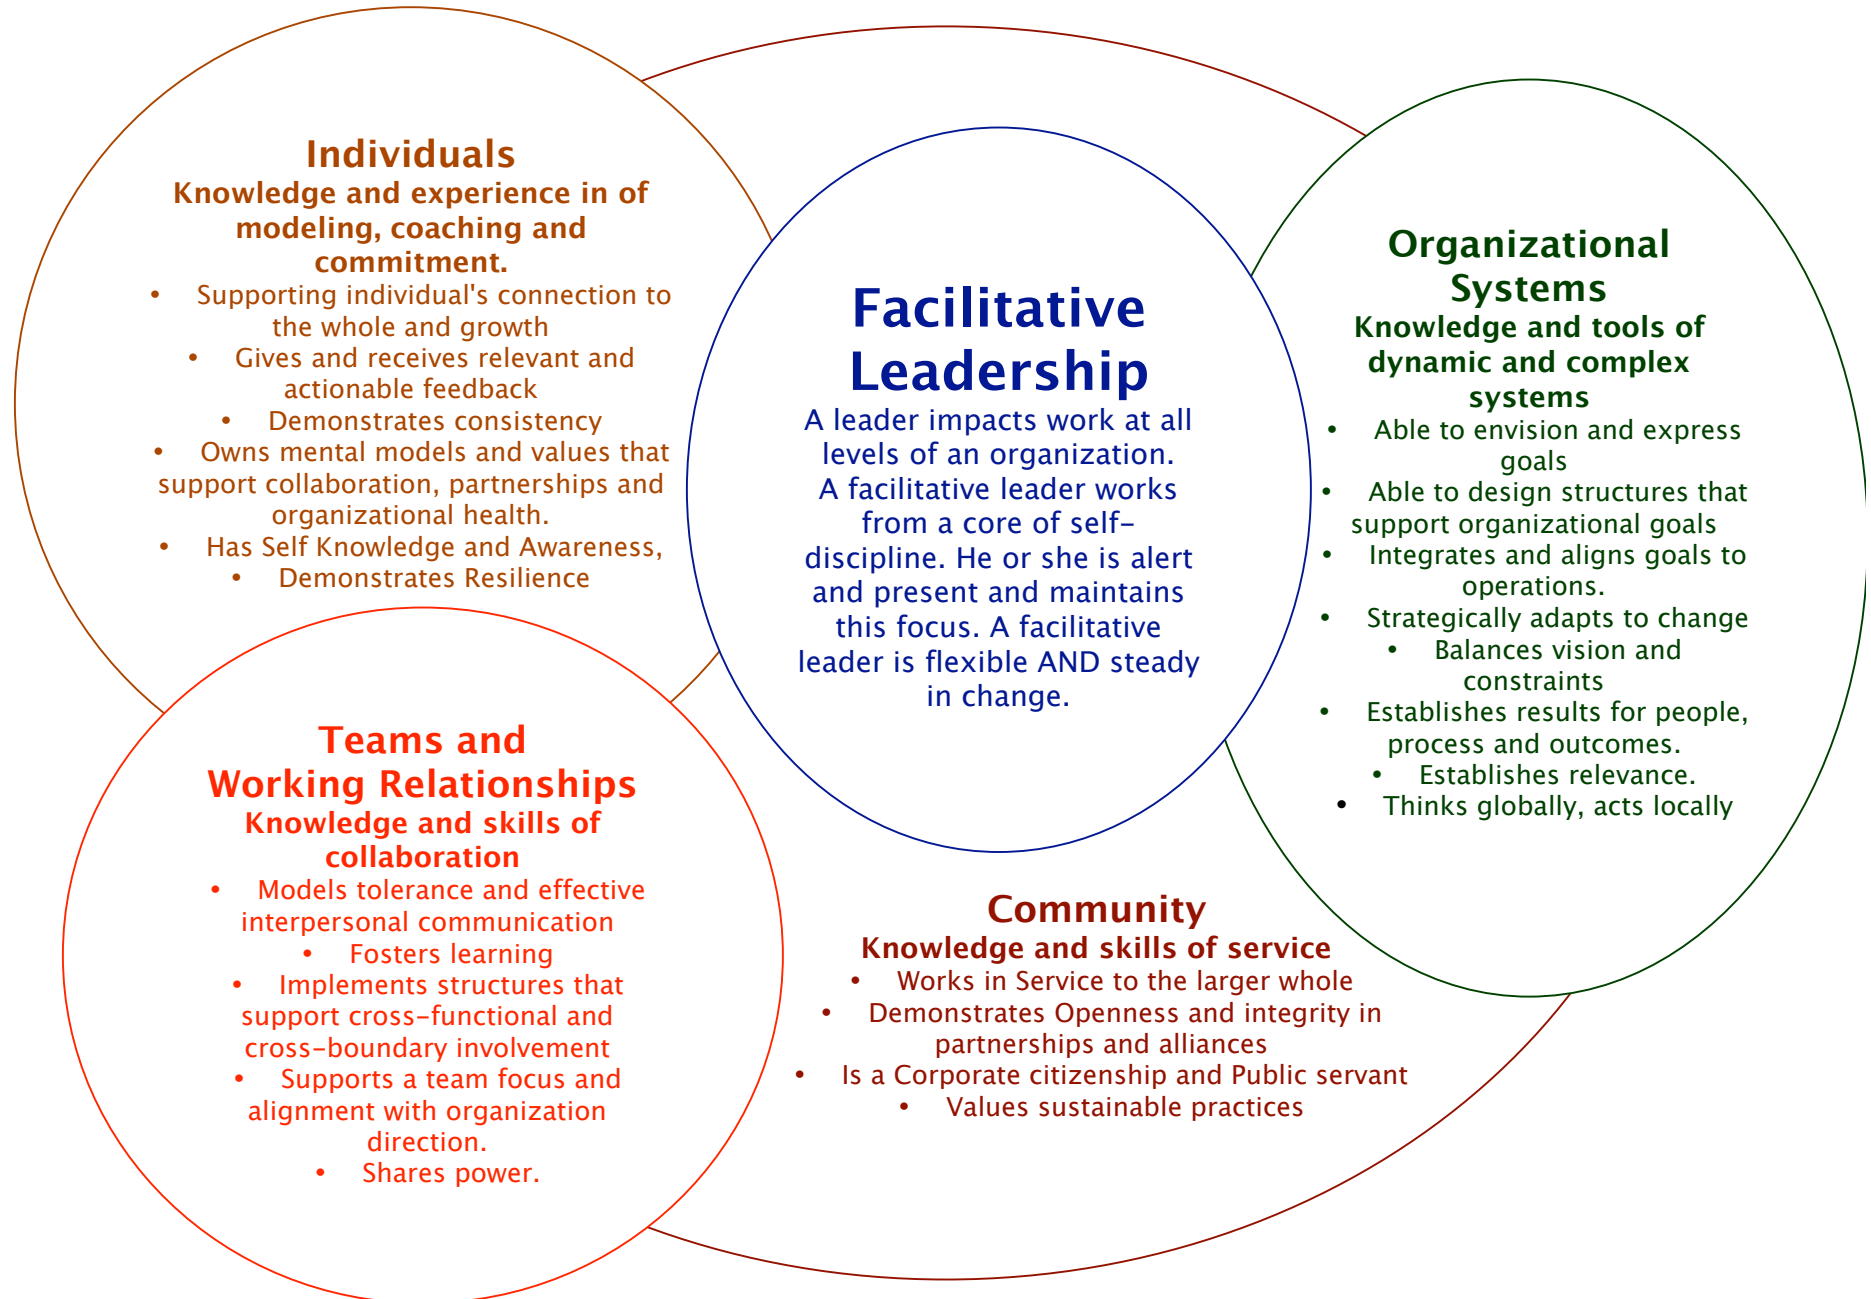 Individuals
Knowledge and experience in of
modeling, coaching and
commitment.
• Supporting individual's connection to
the whole and growth
• Gives and receives relevant and
actionable feedback
• Demonstrates consistency
• Owns mental models and values that
support collaboration, partnerships and
organizational health.
• Has Self Knowledge and Awareness,
• Demonstrates Resilience
Facilitative
Leadership
A leader impacts work at all
levels of an organization.
A facilitative leader works
from a core of self-
discipline. He or she is alert
and present and maintains
this focus. A facilitative
leader is flexible AND steady
in change.
Organizational
Systems
Knowledge and tools of
dynamic and complex
systems
• Able to envision and express
goals
• Able to design structures that
support organizational goals
• Integrates and aligns goals to
operations.
• Strategically adapts to change
• Balances vision and
constraints
• Establishes results for people,
process and outcomes.
• Establishes relevance.
• Thinks globally, acts locally
Teams and
Working Relationships
Knowledge and skills of
collaboration
• Models tolerance and effective
interpersonal communication
• Fosters learning
• Implements structures that
support cross-functional and
cross-boundary involvement
• Supports a team focus and
alignment with organization
direction.
• Shares power.
Community
Knowledge and skills of service
• Works in Service to the larger whole
• Demonstrates Openness and integrity in
partnerships and alliances
• Is a Corporate citizenship and Public servant
• Values sustainable practices